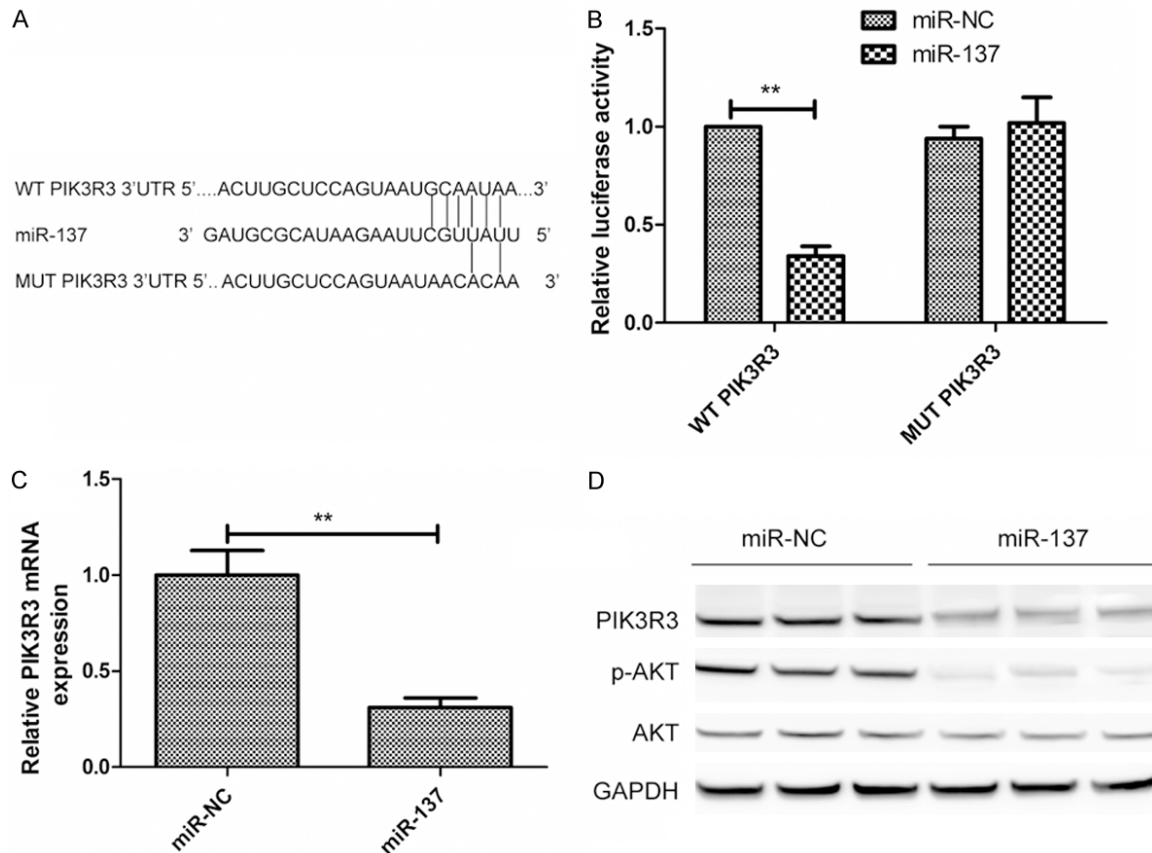 A
WT PIK3R3 3'UTR 5'....ACUUGCUCCAGUAAUGCAAUAA...3'
miR-137 3' GAUGCGCAUAAGAAUUCGUUAUU 5'
MUT PIK3R3 3'UTR 5'..ACUUGCUCCAGUAAUAACACAA 3'
B
miR-NC
miR-137
Relative luciferase activity
1.5
1.0
0.5
0.0
**
WT PIK3R3
MUT PIK3R3
C
Relative PIK3R3 mRNA
expression
1.5
1.0
0.5
0.0
**
miR-NC
miR-137
D
miR-NC miR-137
PIK3R3
p-AKT
AKT
GAPDH